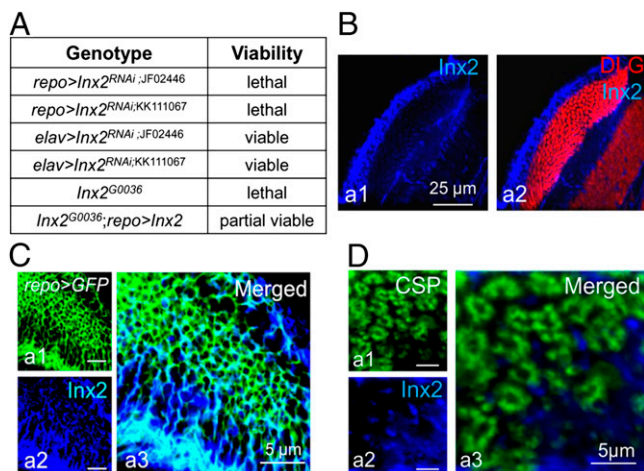 A
Genotype Viability
repo>Inx2RNAi;JF02446 lethal
repo>Inx2RNAi;KK111067 lethal
elav>Inx2RNAi;JF02446 viable
elav>Inx2RNAi;KK111067 viable
Inx2G0036 lethal
Inx2G0036;repo>Inx2 partial viable
B
Inx2
a1
25 µm
DLG
Inx2
a2
C
repo>GFP
a1
Inx2
a2
Merged
a3
5 µm
D
CSP
a1
Inx2
a2
Merged
a3
5µm